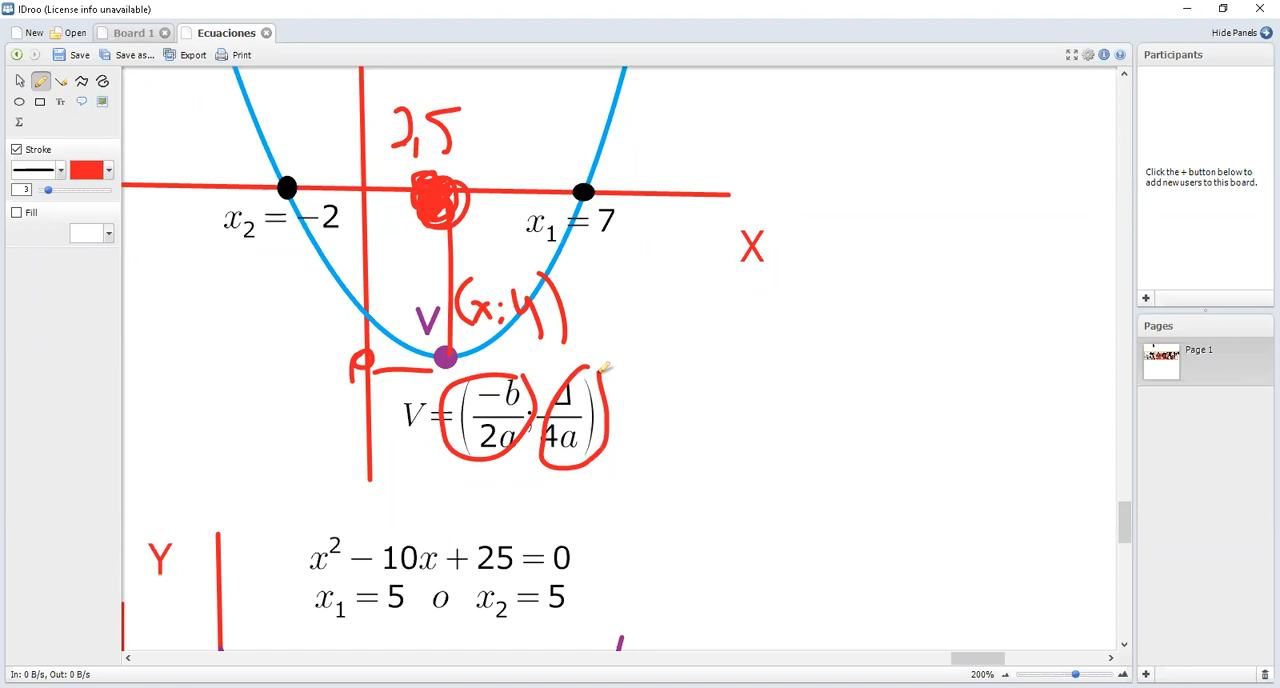 IDroo (License info unavailable)
New Open Board 1 Ecuaciones Hide Panels
Save Save as... Export Print
Participants
Click the + button below to
add new users to this board.
Tr
Σ
Stroke
3
Fill
2,5
x₂ = −2
x₁ = 7
X
(x; y)
V
V = (−b/2a ; Δ/4a)
Pages
Page 1
Y
x² − 10x + 25 = 0
x₁ = 5 o x₂ = 5
In: 0 B/s, Out: 0 B/s
200%